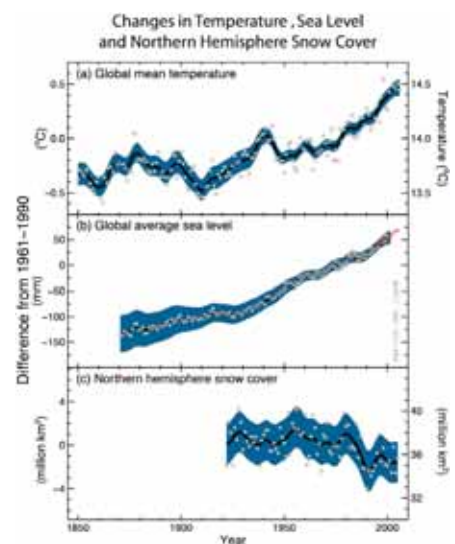 Changes in Temperature, Sea Level
and Northern Hemisphere Snow Cover
(a) Global mean temperature
0.5
0.0
-0.5
(°C)
14.5
14.0
13.5
Temperature (°C)
(b) Global average sea level
50
0
-50
-100
-150
(mm)
Difference from 1961-1990
(c) Northern hemisphere snow cover
4
0
-4
(million km²)
40
36
32
(million km²)
1850
1900
1950
2000
Year